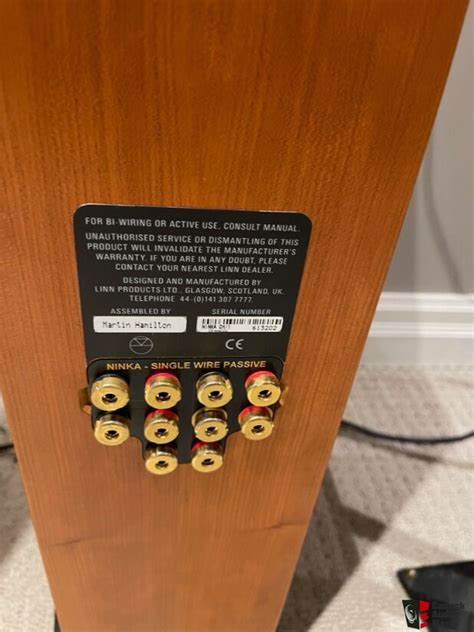 FOR BI-WIRING OR ACTIVE USE, CONSULT MANUAL.
UNAUTHORISED SERVICE OR DISMANTLING OF THIS
PRODUCT WILL INVALIDATE THE MANUFACTURER'S
WARRANTY. IF YOU ARE IN ANY DOUBT, PLEASE
CONTACT YOUR NEAREST LINN DEALER.
DESIGNED AND MANUFACTURED BY
LINN PRODUCTS LTD., GLASGOW, SCOTLAND, UK.
TELEPHONE 44-(0)141 307 7777.
ASSEMBLED BY SERIAL NUMBER
Martin Hamilton NINKA 613202
CE
NINKA - SINGLE WIRE PASSIVE